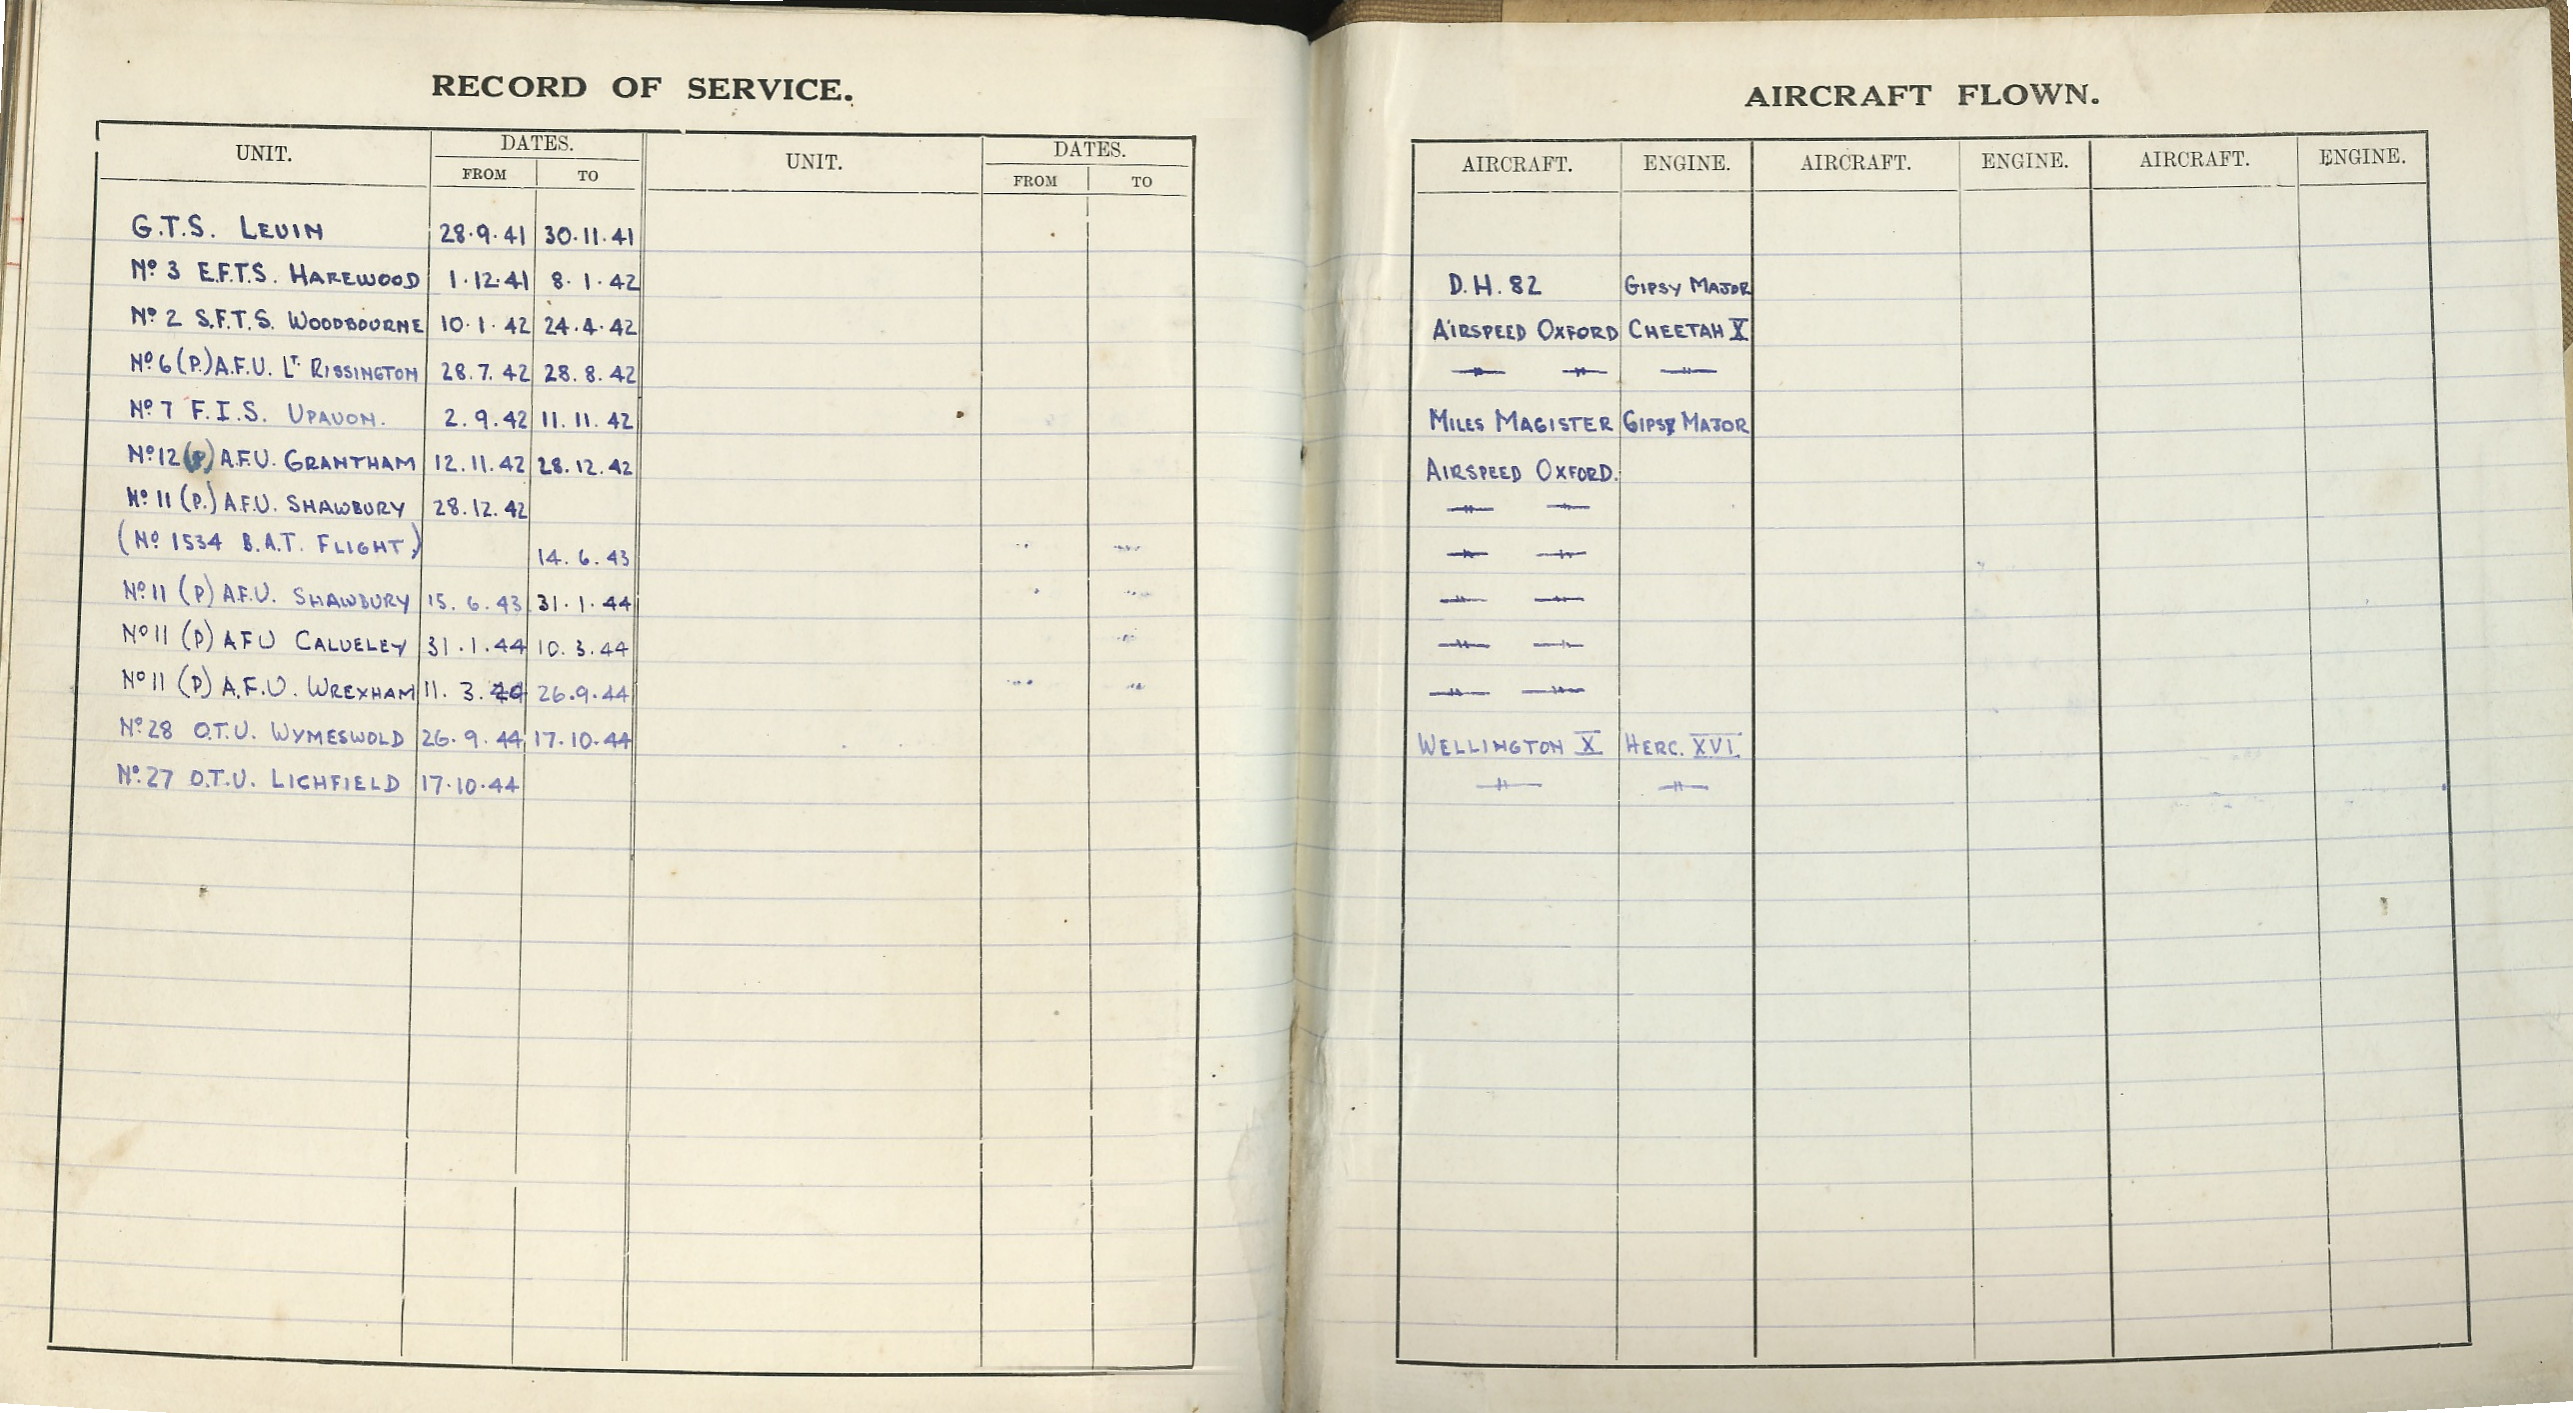 RECORD OF SERVICE.
UNIT. DATES. UNIT. DATES.
FROM TO FROM TO
G.T.S. LEVIN 28.9.41 30.11.41
Nº 3 E.F.T.S. HAREWOOD 1.12.41 8.1.42
Nº 2 S.F.T.S. WOODBOURNE 10.1.42 24.4.42
Nº 6 (P.) A.F.U. LT. RISSINGTON 28.7.42 28.8.42
Nº 7 F.I.S. UPAVON. 2.9.42 11.11.42
Nº 12 (P) A.F.U. GRANTHAM 12.11.42 28.12.42
Nº 11 (P.) A.F.U. SHAWBURY 28.12.42
(Nº 1534 B.A.T. FLIGHT) 14.6.43
Nº 11 (P) A.F.U. SHAWBURY 15.6.43 31.1.44
Nº 11 (P) AFU CALVELEY 31.1.44 10.3.44
Nº 11 (P) A.F.U. WREXHAM 11.3.44 26.9.44
Nº 28 O.T.U. WYMESWOLD 26.9.44 17.10.44
Nº 27 O.T.U. LICHFIELD 17.10.44
AIRCRAFT FLOWN.
AIRCRAFT. ENGINE. AIRCRAFT. ENGINE. AIRCRAFT. ENGINE.
D.H. 82 GIPSY MAJOR
AIRSPEED OXFORD CHEETAH X
—"— —"— —"—
MILES MAGISTER GIPSY MAJOR
AIRSPEED OXFORD.
—"— —"—
—"— —"—
—"— —"—
—"— —"—
—"— —"—
WELLINGTON X HERC. XVI.
—"— —"—